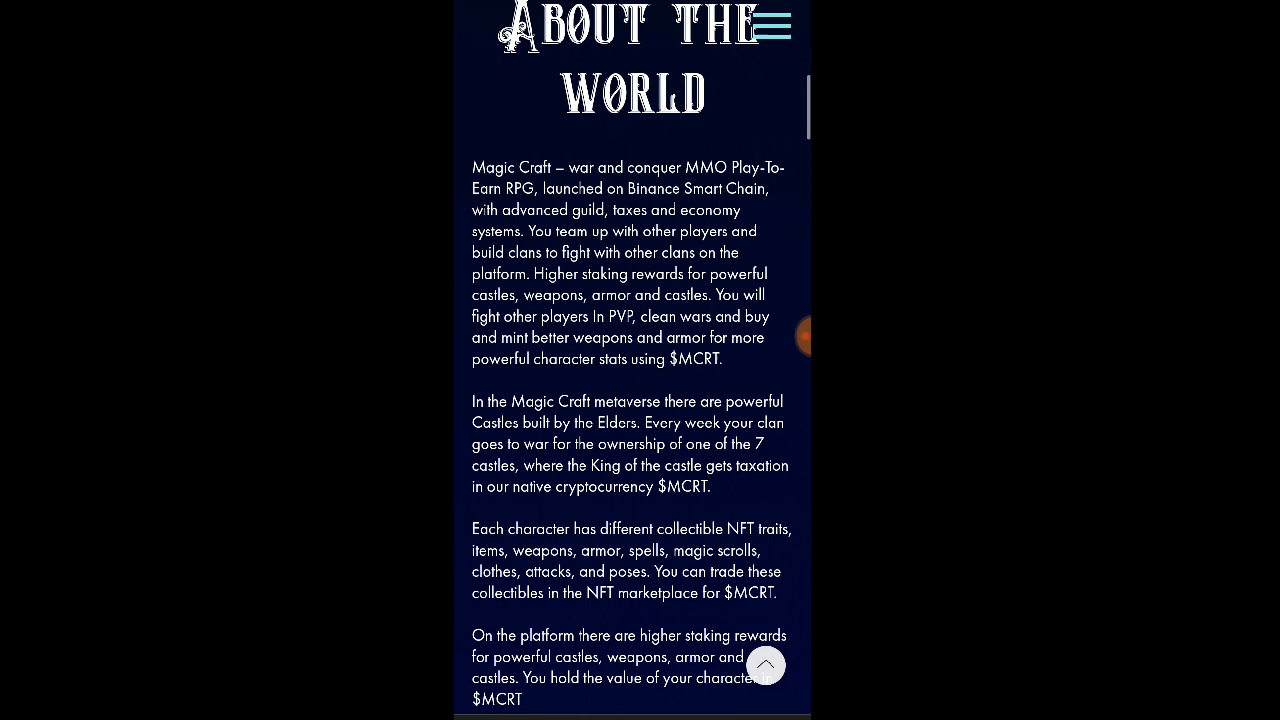 About the
world
Magic Craft – war and conquer MMO Play-To-
Earn RPG, launched on Binance Smart Chain,
with advanced guild, taxes and economy
systems. You team up with other players and
build clans to fight with other clans on the
platform. Higher staking rewards for powerful
castles, weapons, armor and castles. You will
fight other players In PVP, clean wars and buy
and mint better weapons and armor for more
powerful character stats using $MCRT.
In the Magic Craft metaverse there are powerful
Castles built by the Elders. Every week your clan
goes to war for the ownership of one of the 7
castles, where the King of the castle gets taxation
in our native cryptocurrency $MCRT.
Each character has different collectible NFT traits,
items, weapons, armor, spells, magic scrolls,
clothes, attacks, and poses. You can trade these
collectibles in the NFT marketplace for $MCRT.
On the platform there are higher staking rewards
for powerful castles, weapons, armor and
castles. You hold the value of your character in
$MCRT